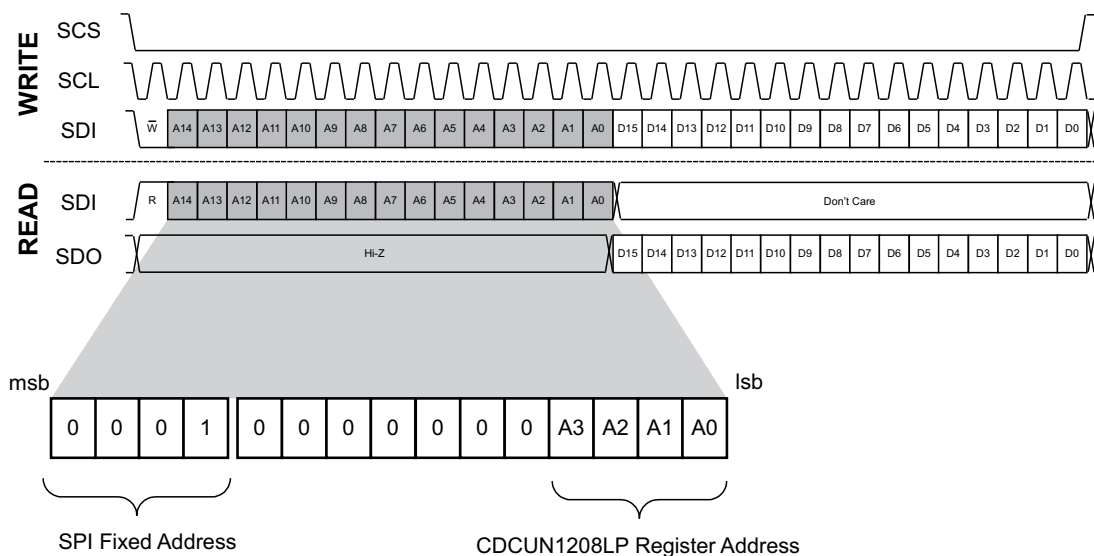 WRITE
SCS
SCL
SDI W A14 A13 A12 A11 A10 A9 A8 A7 A6 A5 A4 A3 A2 A1 A0 D15 D14 D13 D12 D11 D10 D9 D8 D7 D6 D5 D4 D3 D2 D1 D0
READ
SDI R A14 A13 A12 A11 A10 A9 A8 A7 A6 A5 A4 A3 A2 A1 A0 Don't Care
SDO Hi-Z D15 D14 D13 D12 D11 D10 D9 D8 D7 D6 D5 D4 D3 D2 D1 D0
msb lsb
0 0 0 1 0 0 0 0 0 0 0 A3 A2 A1 A0
SPI Fixed Address CDCUN1208LP Register Address